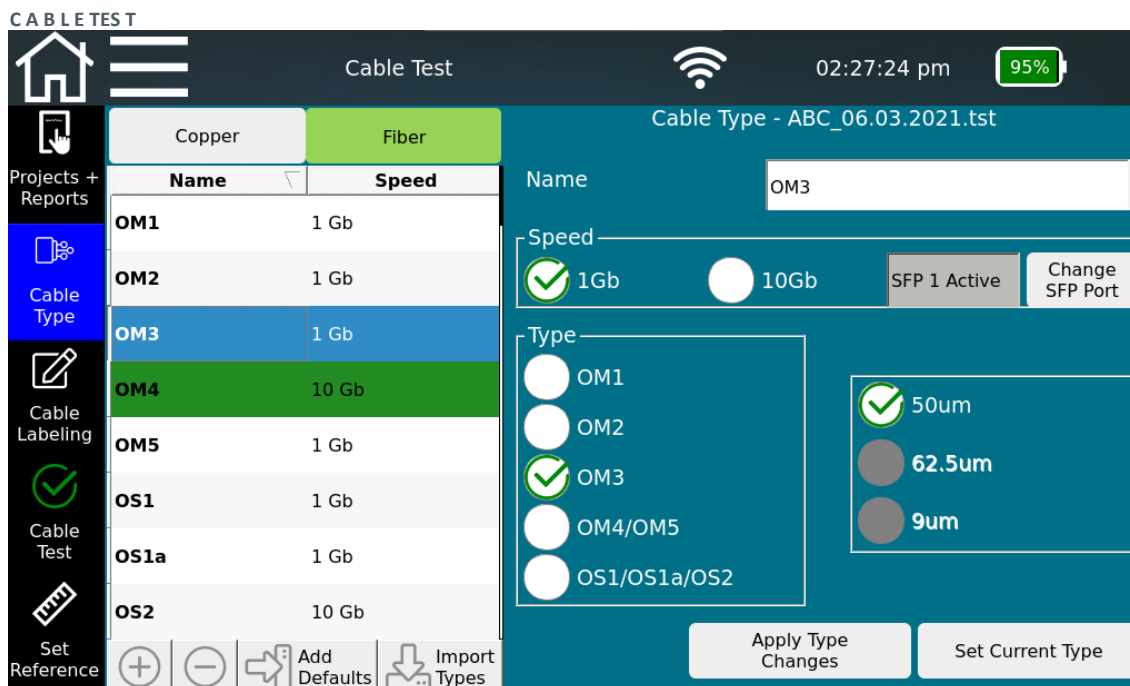 CABLE TEST
Cable Test
02:27:24 pm
95%
Projects +
Reports
Cable
Type
Cable
Labeling
Cable
Test
Set
Reference
Copper
Fiber
Name
Speed
OM1
1 Gb
OM2
1 Gb
OM3
1 Gb
OM4
10 Gb
OM5
1 Gb
OS1
1 Gb
OS1a
1 Gb
OS2
10 Gb
Add
Defaults
Import
Types
Cable Type - ABC_06.03.2021.tst
Name
OM3
Speed
1Gb
10Gb
SFP 1 Active
Change
SFP Port
Type
OM1
OM2
OM3
OM4/OM5
OS1/OS1a/OS2
50um
62.5um
9um
Apply Type
Changes
Set Current Type